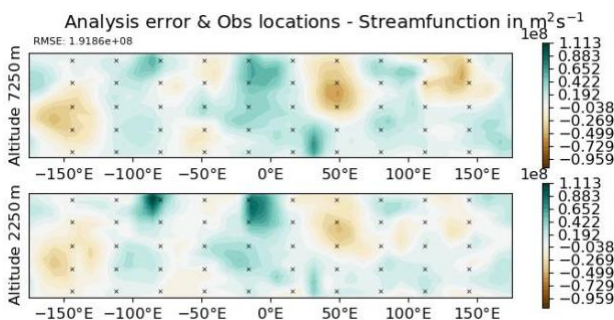 Analysis error & Obs locations - Streamfunction in m²s⁻¹
RMSE: 1.9186e+08
1e8
Altitude 7250 m
1.113
0.883
0.652
0.422
0.192
−0.038
−0.269
−0.499
−0.729
−0.959
−150°E −100°E −50°E 0°E 50°E 100°E 150°E
1e8
Altitude 2250 m
1.113
0.883
0.652
0.422
0.192
−0.038
−0.269
−0.499
−0.729
−0.959
−150°E −100°E −50°E 0°E 50°E 100°E 150°E